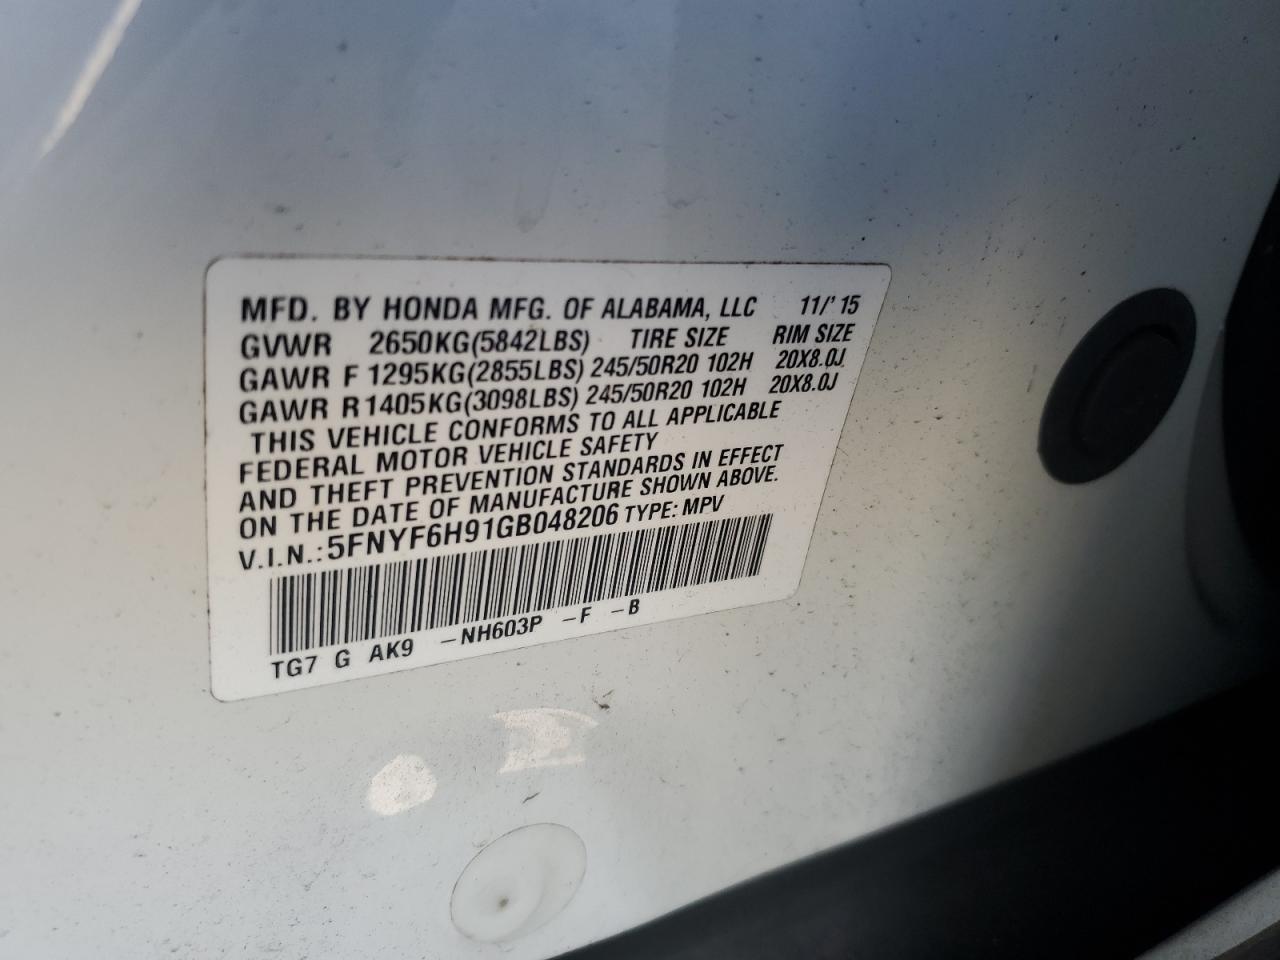 MFD. BY HONDA MFG. OF ALABAMA, LLC 11/'15
GVWR 2650KG(5842LBS) TIRE SIZE RIM SIZE
GAWR F 1295KG(2855LBS) 245/50R20 102H 20X8.0J
GAWR R 1405KG(3098LBS) 245/50R20 102H 20X8.0J
THIS VEHICLE CONFORMS TO ALL APPLICABLE
FEDERAL MOTOR VEHICLE SAFETY
AND THEFT PREVENTION STANDARDS IN EFFECT
ON THE DATE OF MANUFACTURE SHOWN ABOVE.
V.I.N.: 5FNYF6H91GB048206 TYPE: MPV
TG7 G AK9 -NH603P -F -B